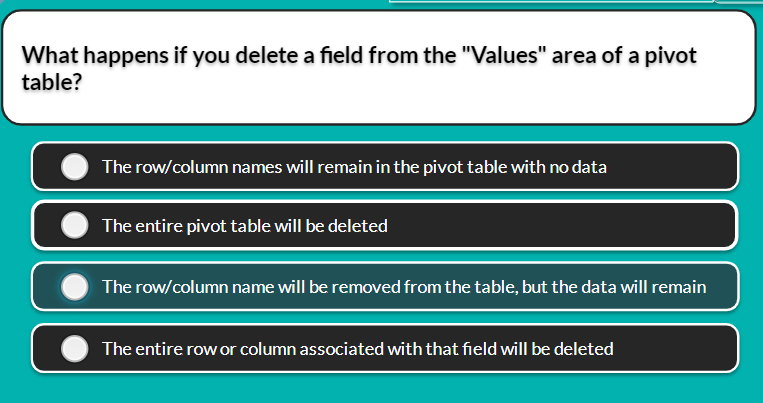 What happens if you delete a field from the "Values" area of a pivot
table?
The row/column names will remain in the pivot table with no data
The entire pivot table will be deleted
The row/column name will be removed from the table, but the data will remain
The entire row or column associated with that field will be deleted